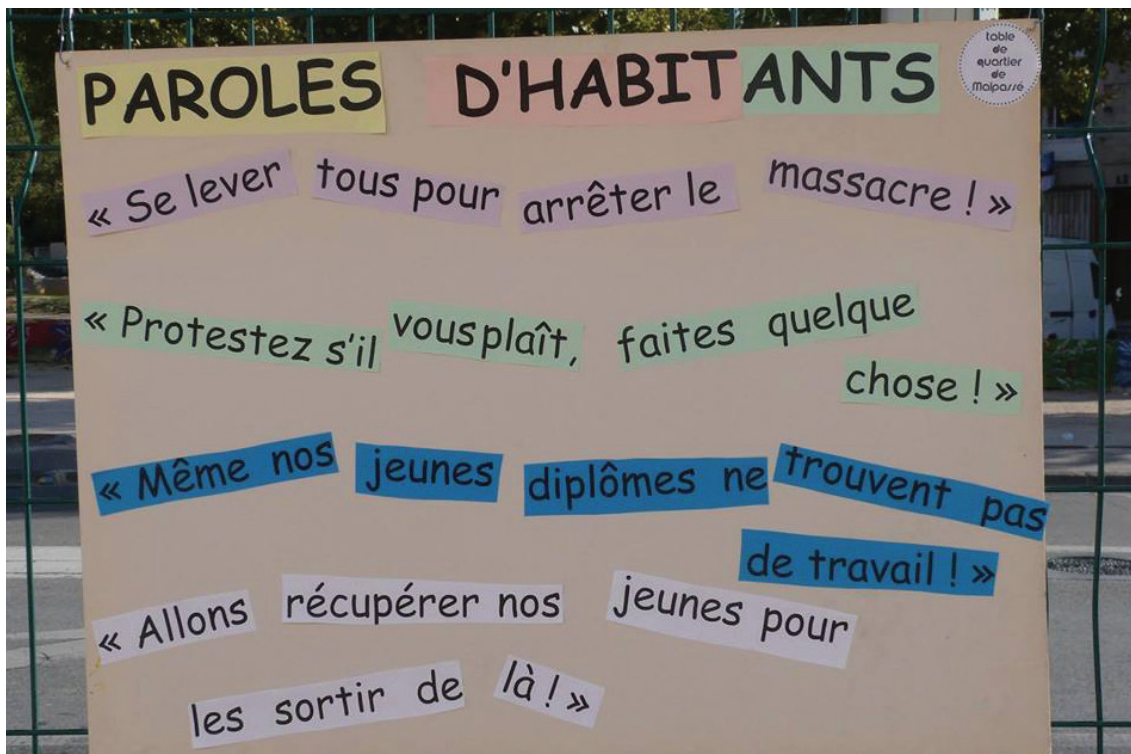 PAROLES D'HABITANTS
table
de
quartier
de
Malpassé
« Se lever tous pour arrêter le massacre ! »
« Protestez s'il vous plaît, faites quelque
chose ! »
« Même nos jeunes diplômes ne trouvent pas
de travail ! »
« Allons récupérer nos jeunes pour
les sortir de là ! »